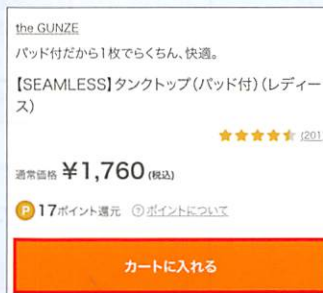 the GUNZE
パッド付だから1枚でらくちん、快適。
【SEAMLESS】タンクトップ（パッド付）（レディー
ス）
(201
通常価格 ¥1,760 (税込)
P 17ポイント還元 ?ポイントについて
カートに入れる